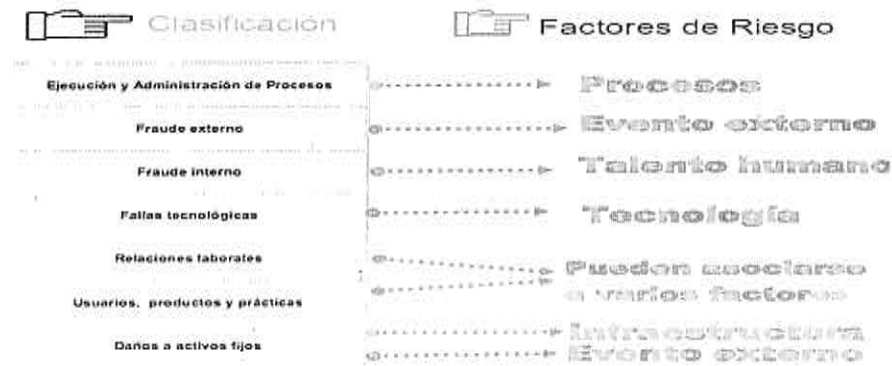 Clasificación
Factores de Riesgo
Ejecución y Administración de Procesos
Procesos
Fraude externo
Evento externo
Fraude interno
Talento humano
Fallas tecnológicas
Tecnología
Relaciones laborales
Usuarios, productos y prácticas
Pueden asociarse
a varios factores
Daños a activos fijos
Infraestructura
Evento externo